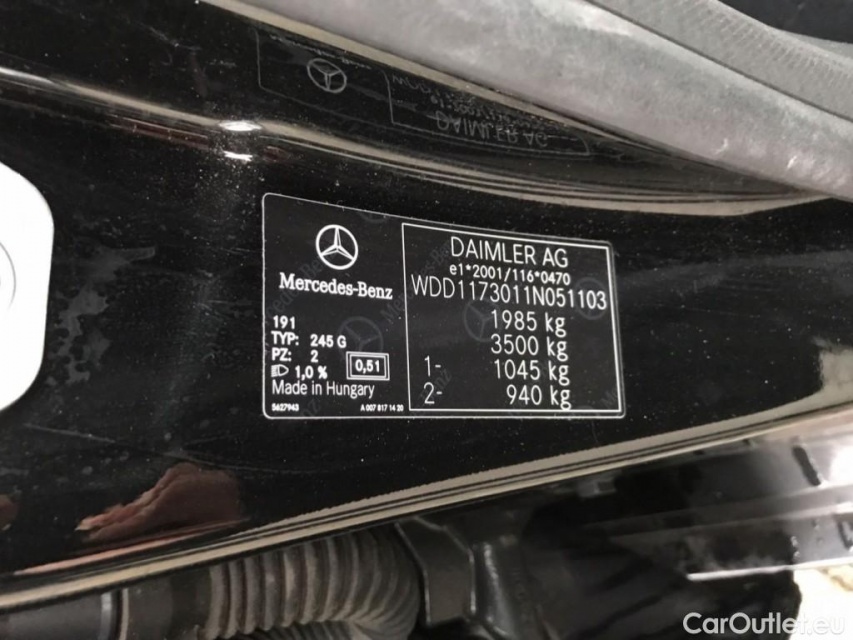 DAIMLER AG
Mercedes-Benz
191
TYP: 245 G
PZ: 2
1,0 %
0,51
Made in Hungary
5627943
A 007 817 14 20
DAIMLER AG
e1*2001/116*0470
WDD1173011N051103
1985 kg
3500 kg
1- 1045 kg
2- 940 kg
CarOutlet.eu